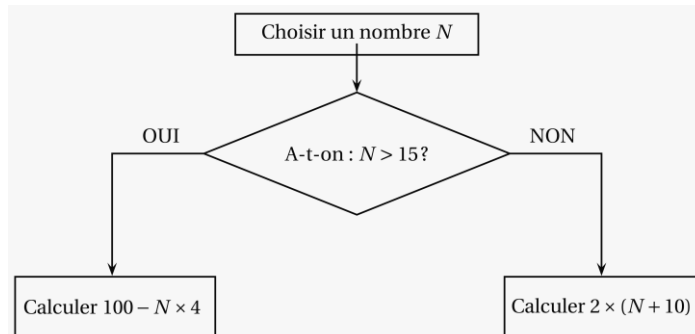 Choisir un nombre N
OUI
A-t-on : N > 15 ?
NON
Calculer 100 − N × 4
Calculer 2 × (N + 10)